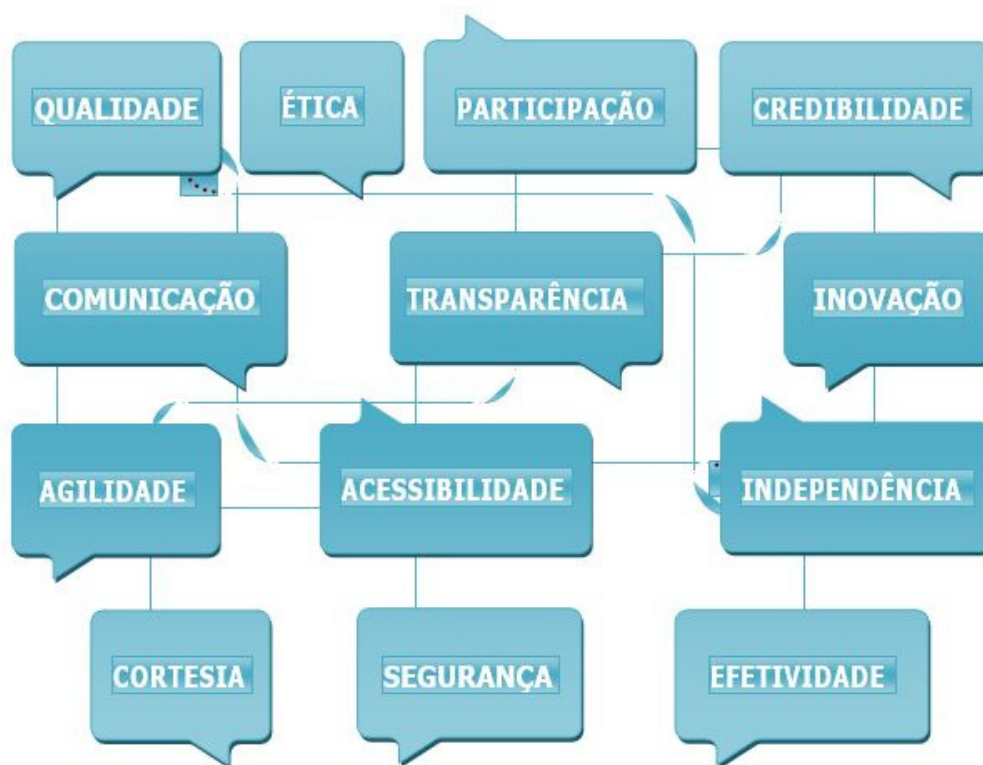 QUALIDADE
ÉTICA
PARTICIPAÇÃO
CREDIBILIDADE
COMUNICAÇÃO
TRANSPARÊNCIA
INOVAÇÃO
AGILIDADE
ACESSIBILIDADE
INDEPENDÊNCIA
CORTESIA
SEGURANÇA
EFETIVIDADE